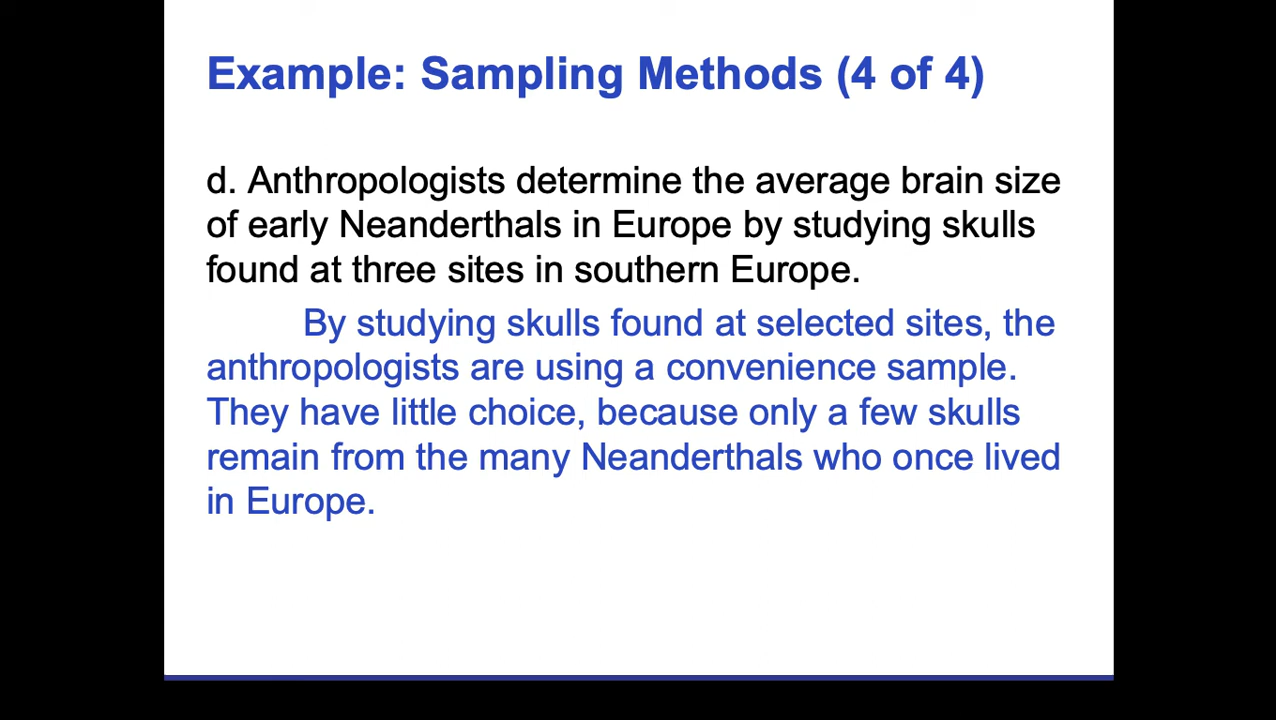 Example: Sampling Methods (4 of 4)
d. Anthropologists determine the average brain size
of early Neanderthals in Europe by studying skulls
found at three sites in southern Europe.
By studying skulls found at selected sites, the
anthropologists are using a convenience sample.
They have little choice, because only a few skulls
remain from the many Neanderthals who once lived
in Europe.